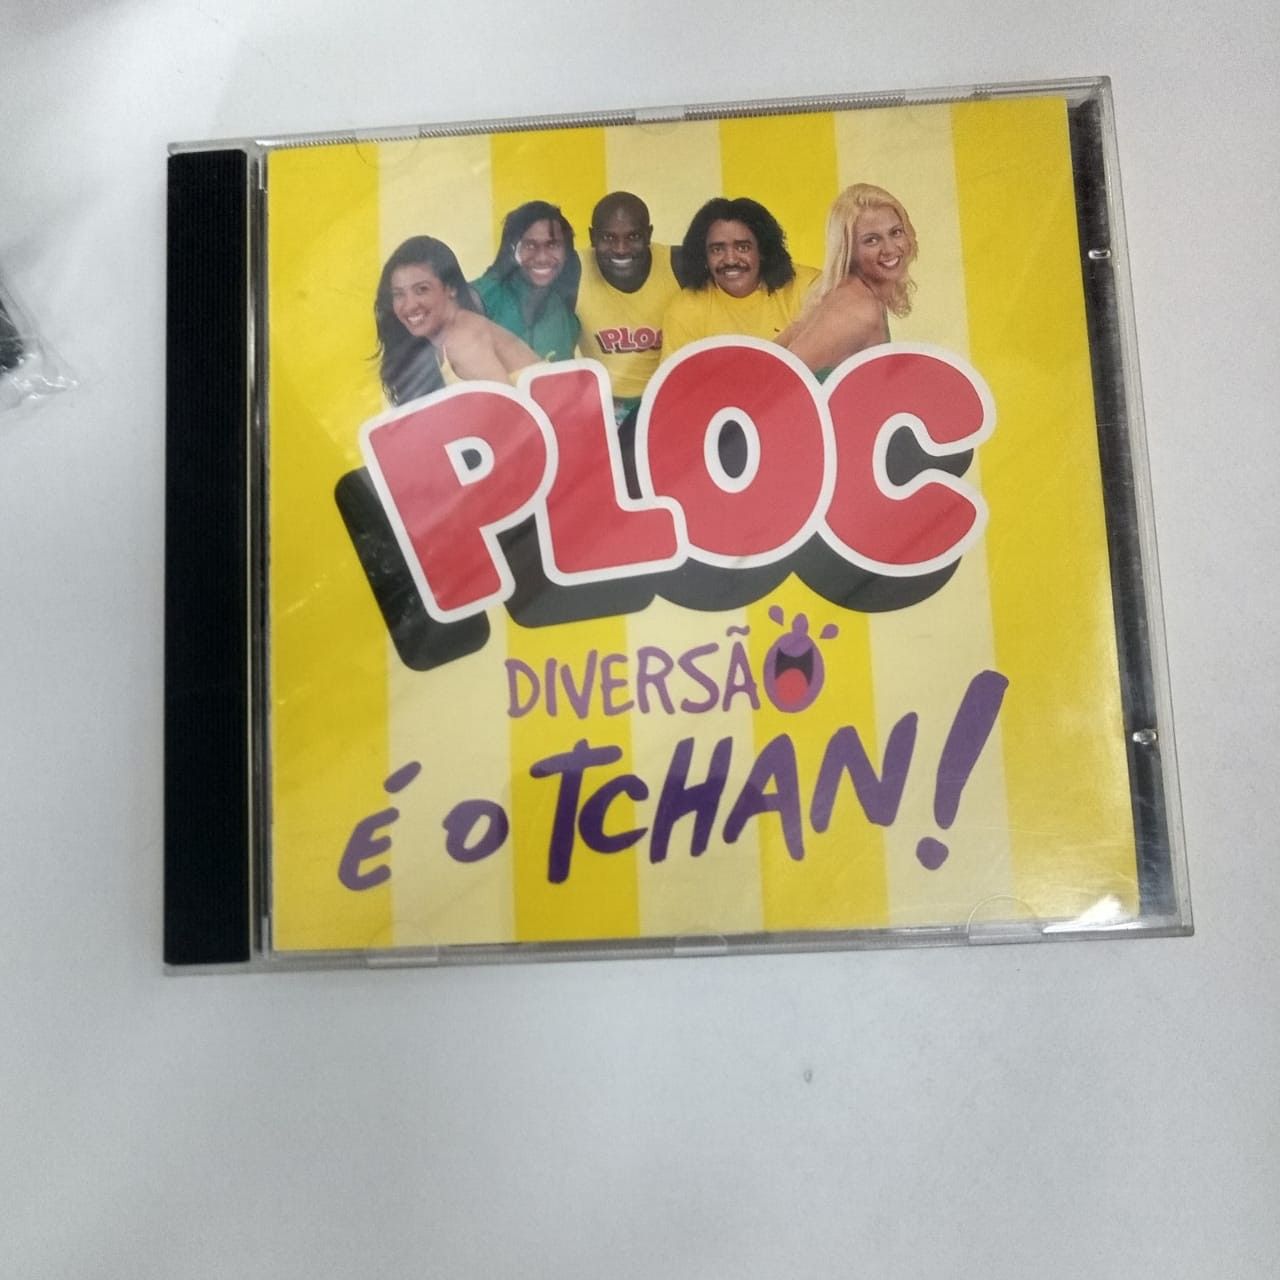 PLOC
PLOC
DIVERSÃO
É O TCHAN!